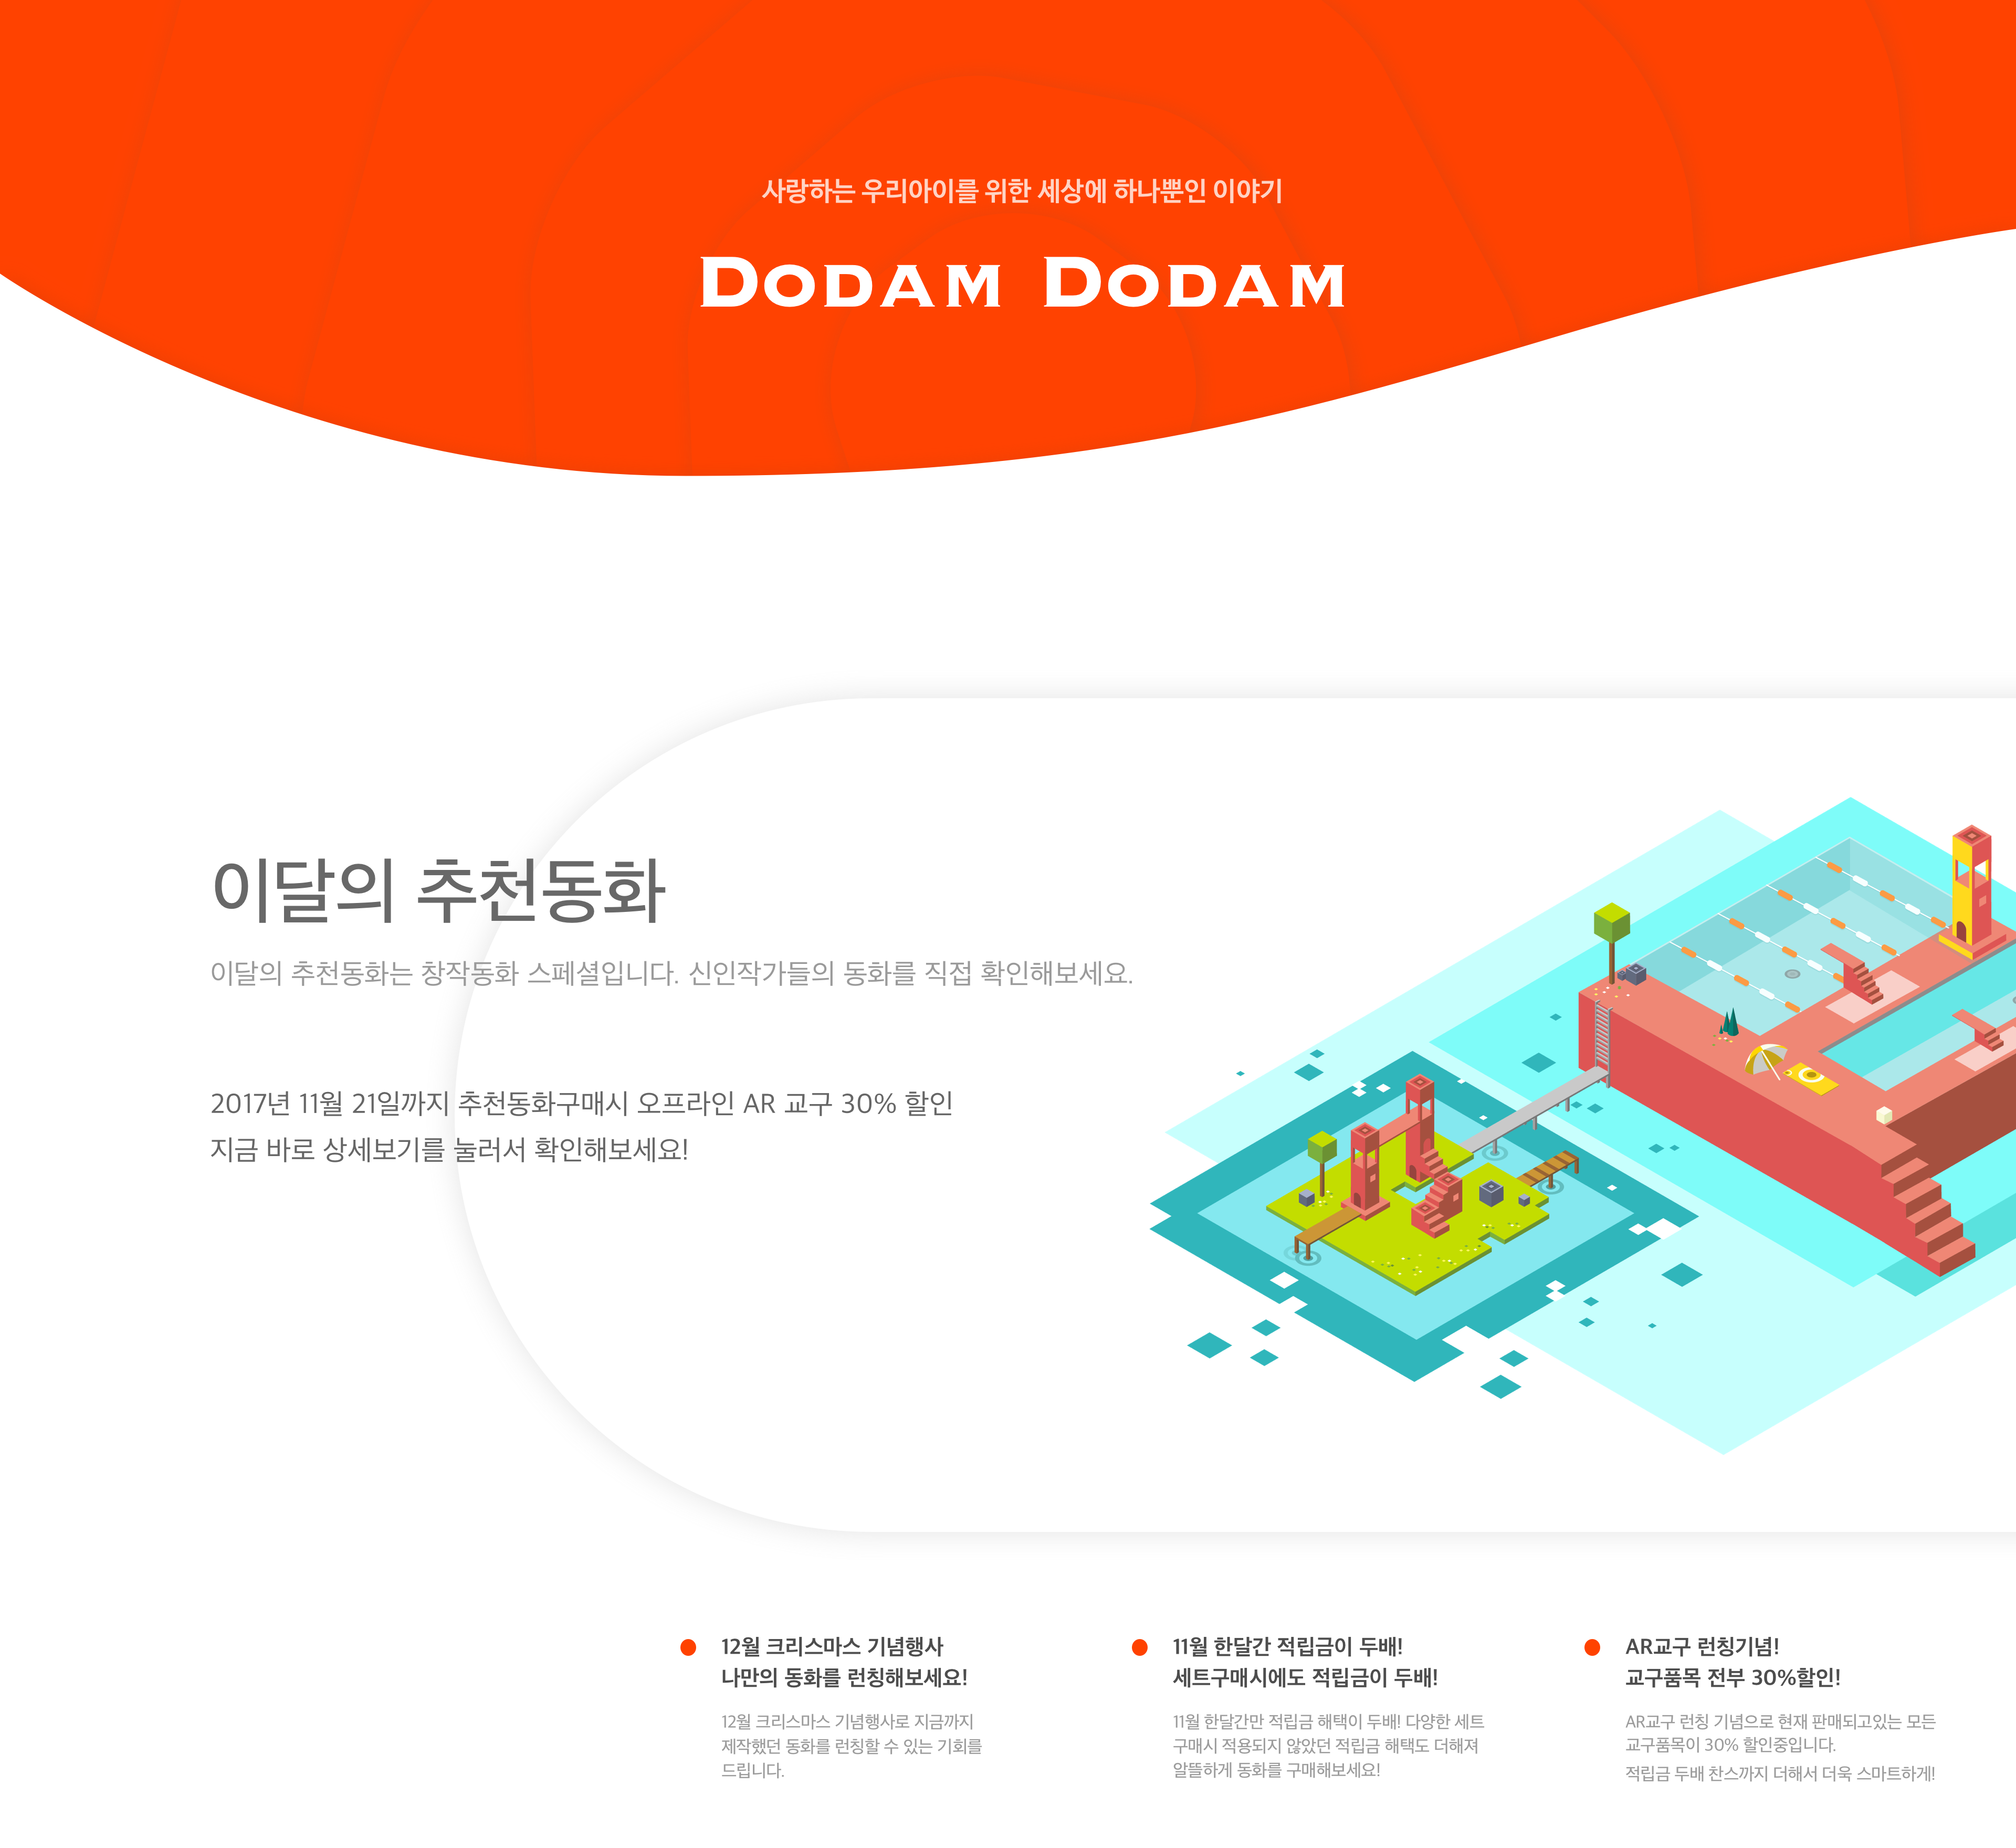 사랑하는 우리아이를 위한 세상에 하나뿐인 이야기
DODAM DODAM
이달의 추천동화
이달의 추천동화는 창작동화 스페셜입니다. 신인작가들의 동화를 직접 확인해보세요.
2017년 11월 21일까지 추천동화구매시 오프라인 AR 교구 30% 할인
지금 바로 상세보기를 눌러서 확인해보세요!
12월 크리스마스 기념행사
나만의 동화를 런칭해보세요!
12월 크리스마스 기념행사로 지금까지
제작했던 동화를 런칭할 수 있는 기회를
드립니다.
11월 한달간 적립금이 두배!
세트구매시에도 적립금이 두배!
11월 한달간만 적립금 해택이 두배! 다양한 세트
구매시 적용되지 않았던 적립금 해택도 더해져
알뜰하게 동화를 구매해보세요!
AR교구 런칭기념!
교구품목 전부 30%할인!
AR교구 런칭 기념으로 현재 판매되고있는 모든
교구품목이 30% 할인중입니다.
적립금 두배 찬스까지 더해서 더욱 스마트하게!